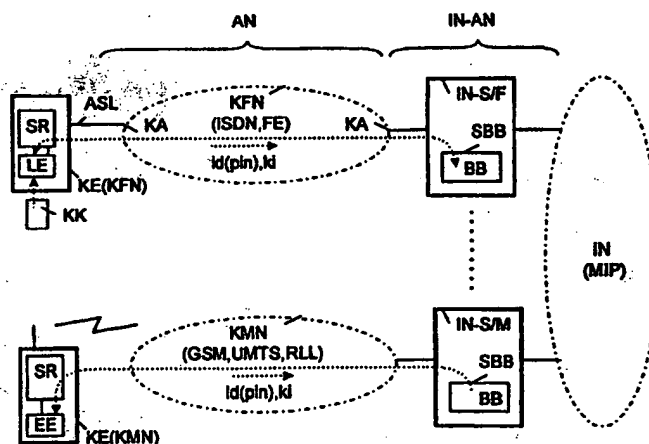 AN
IN-AN
KFN
(ISDN,FE)
id(pin),ki
SR
LE
ASL
KA
KA
KE(KFN)
KK
IN-S/F
SBB
BB
IN
(MIP)
KMN
(GSM,UMTS,RLL)
id(pin),ki
SR
EE
KE(KMN)
IN-S/M
SBB
BB